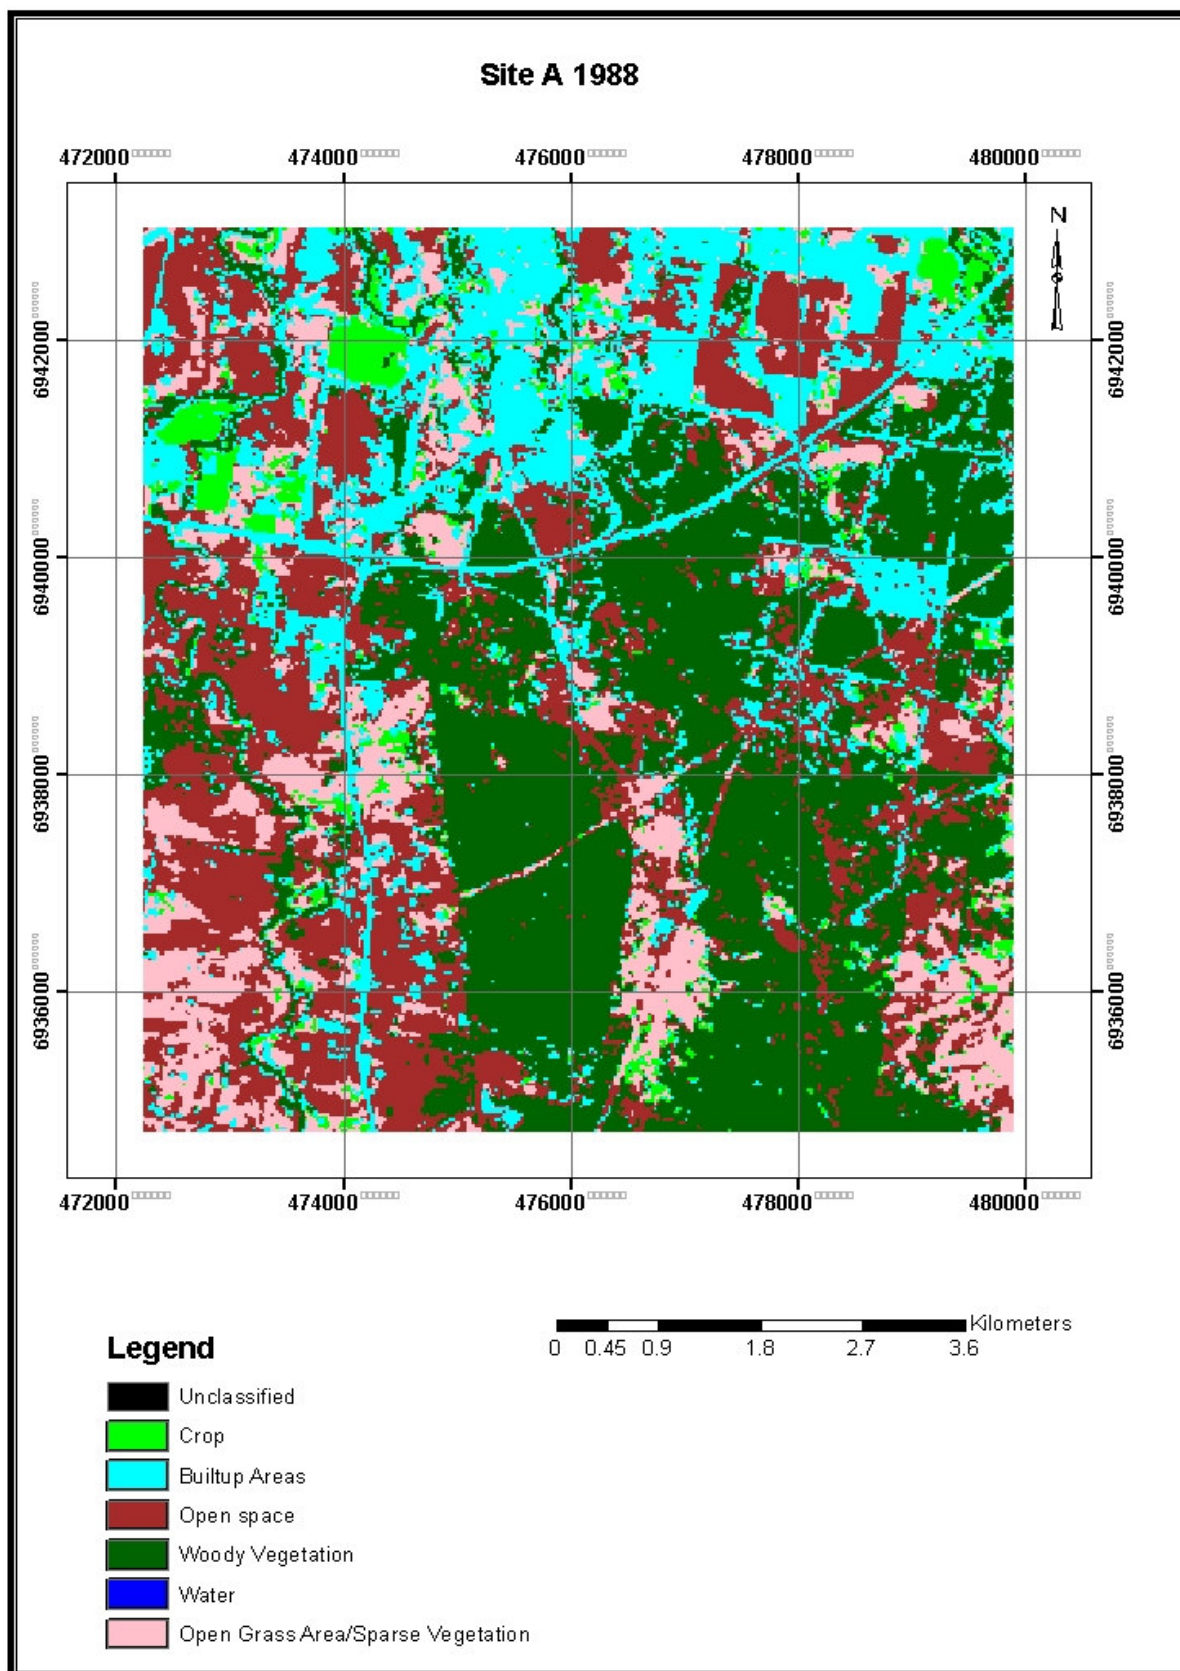 Site A 1988
472000 474000 476000 478000 480000
N
6942000 6942000
6940000 6940000
6938000 6938000
6936000 6936000
472000 474000 476000 478000 480000
Kilometers
0 0.45 0.9 1.8 2.7 3.6
Legend
Unclassified
Crop
Builtup Areas
Open space
Woody Vegetation
Water
Open Grass Area/Sparse Vegetation